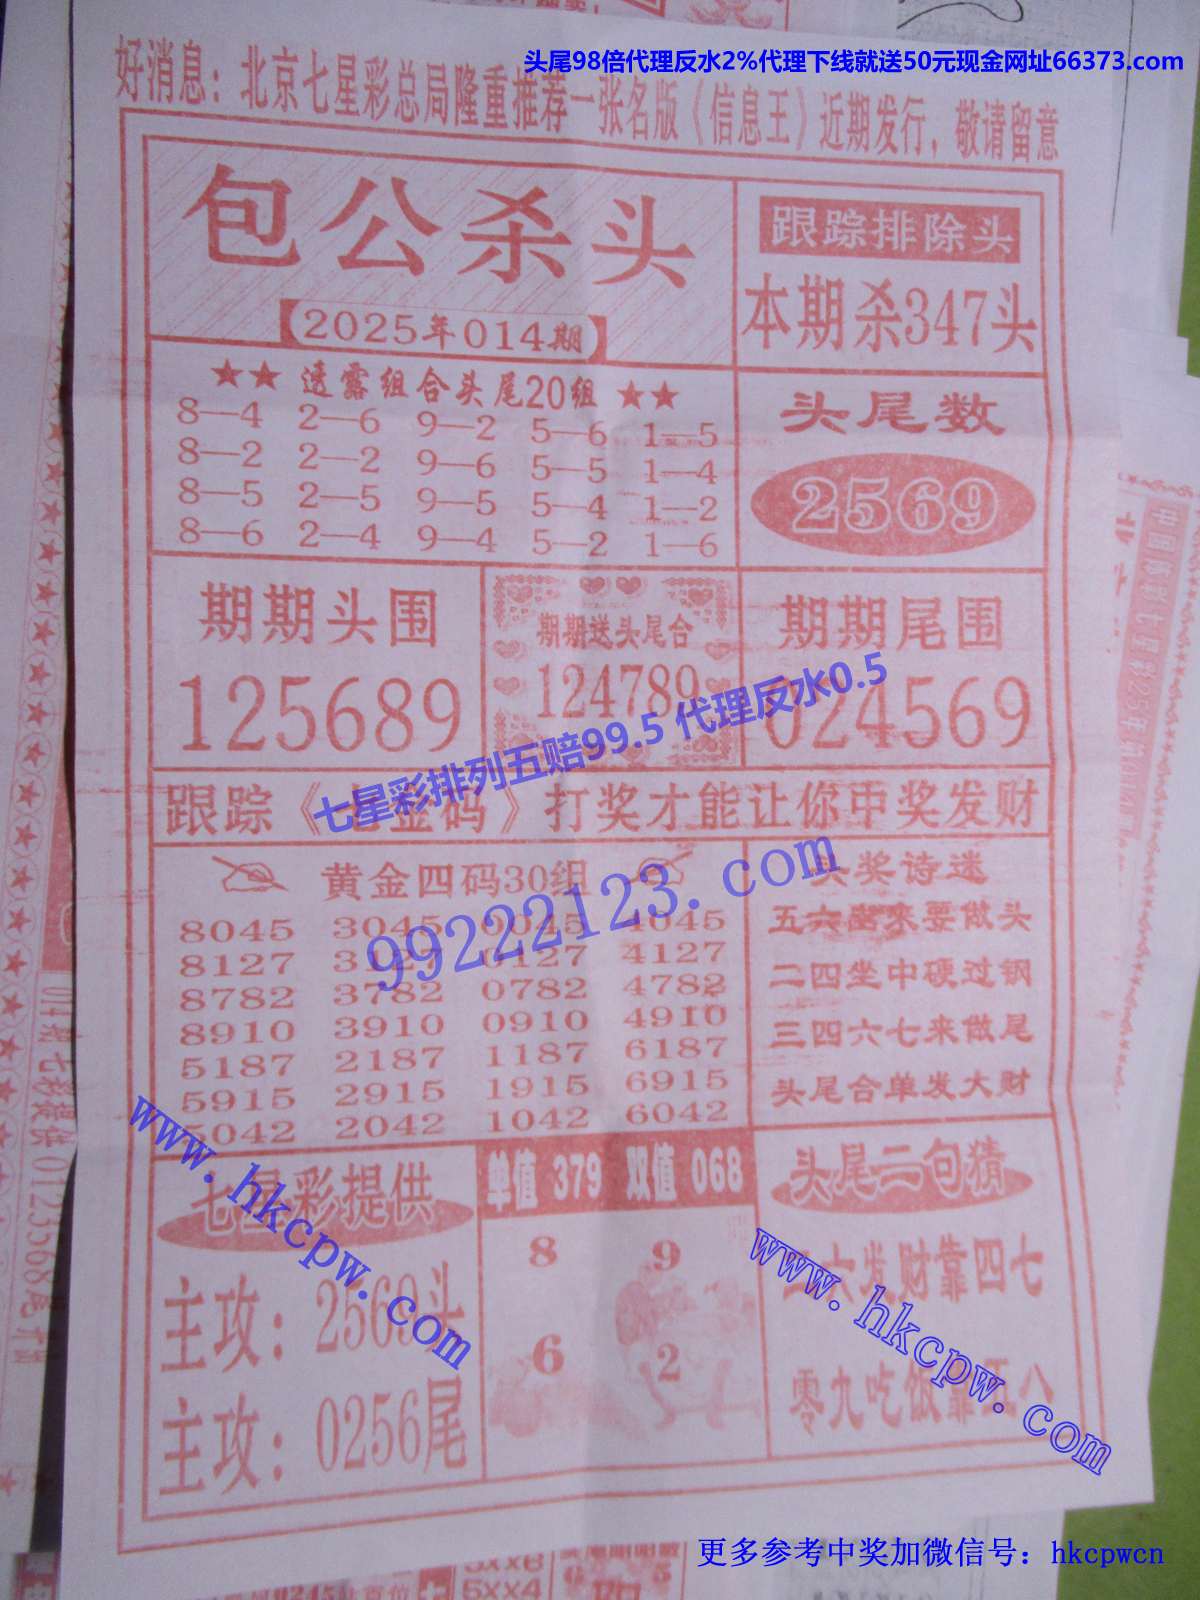 头尾98倍代理反水2%代理下线就送50元现金网址66373.com
好消息：北京七星彩总局隆重推荐一张名版《信息王》近期发行，敬请留意
包公杀头
【2025年014期】
跟踪排除头
本期杀347头
★★ 透露组合头尾20组 ★★
8—4 2—6 9—2 5—6 1—5
8—2 2—2 9—6 5—5 1—4
8—5 2—5 9—5 5—4 1—2
8—6 2—4 9—4 5—2 1—6
头尾数
2569
期期头围
125689
期期送头尾合
124789
期期尾围
024569
七星彩排列五赔99.5 代理反水0.5
跟踪《七金码》打奖才能让你中奖发财
黄金四码30组
8045 3045 0045 4045
8127 3127 0127 4127
8782 3782 0782 4782
8910 3910 0910 4910
5187 2187 1187 6187
5915 2915 1915 6915
5042 2042 1042 6042
99222123.com
头奖诗迷
五六出来要做头
二四坐中硬过钢
三四六七来做尾
头尾合单发大财
七星彩提供
主攻：2569头
主攻：0256尾
www.hkcpw.com
单值 379 双值 068
8 9
6 2
头尾二句猜
六发财靠四七
零九吃饭靠五八
www.hkcpw.com
更多参考中奖加微信号：hkcpwcn